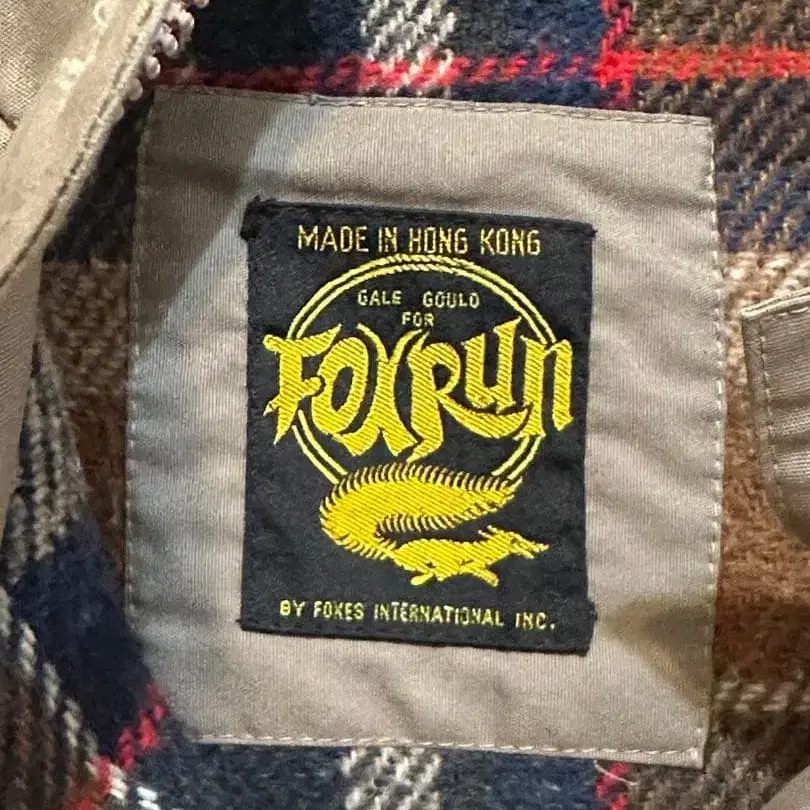 MADE IN HONG KONG
GALE GOULD
FOR
FOXRUN
BY FOXES INTERNATIONAL INC.